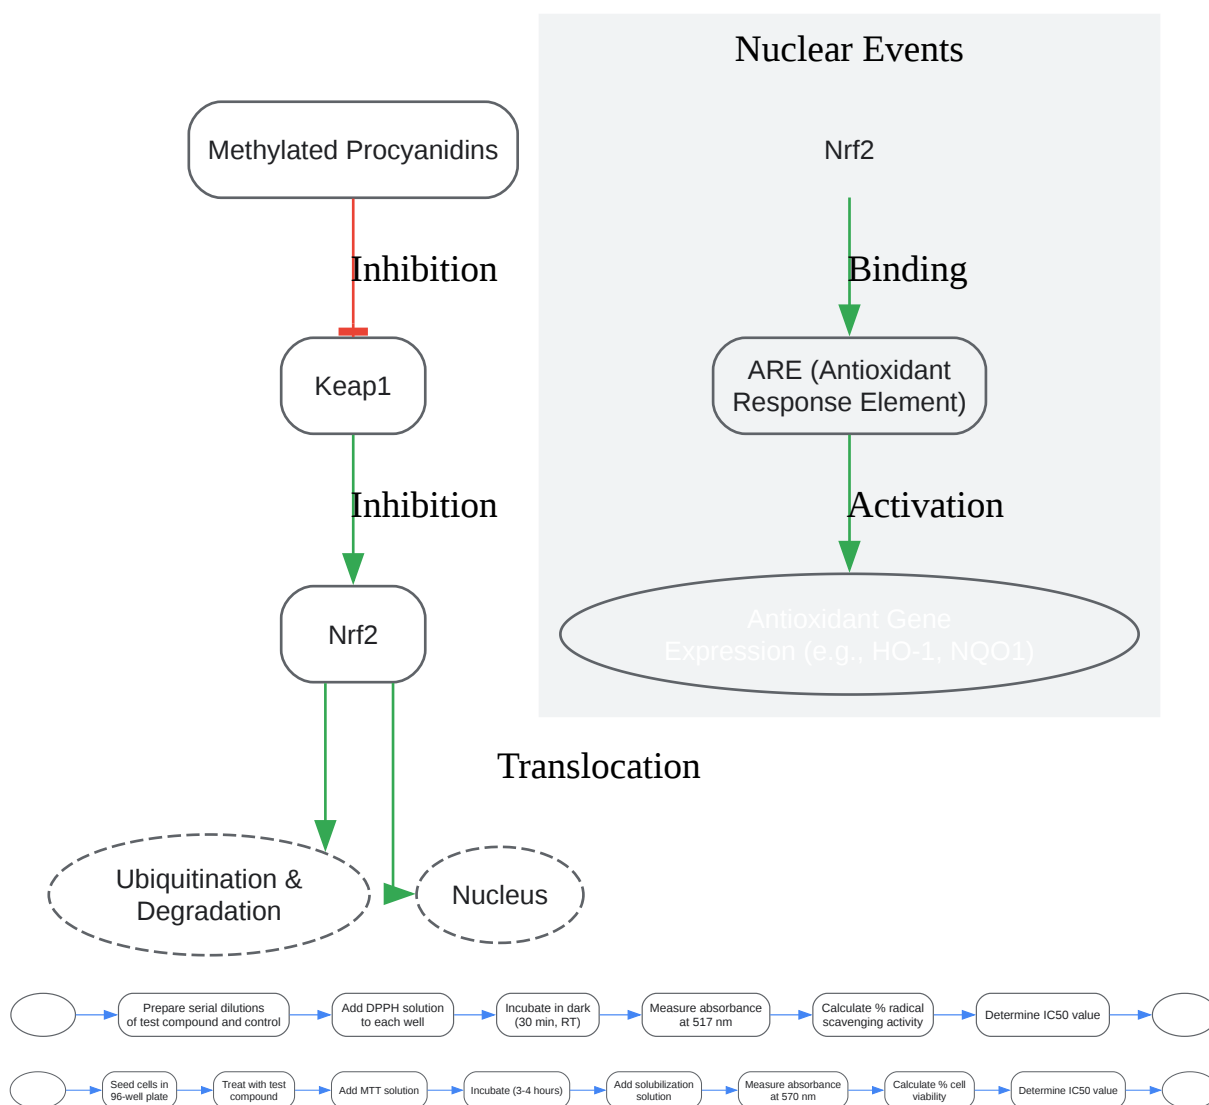 Nuclear Events
Methylated Procyanidins
Nrf2
Inhibition
Binding
Keap1
ARE (Antioxidant
Response Element)
Inhibition
Activation
Nrf2
Antioxidant Gene
Expression (e.g., HO-1, NQO1)
Translocation
Ubiquitination &
Degradation
Nucleus
Prepare serial dilutions
of test compound and control
Add DPPH solution
to each well
Incubate in dark
(30 min, RT)
Measure absorbance
at 517 nm
Calculate % radical
scavenging activity
Determine IC50 value
Seed cells in
96-well plate
Treat with test
compound
Add MTT solution
Incubate (3-4 hours)
Add solubilization
solution
Measure absorbance
at 570 nm
Calculate % cell
viability
Determine IC50 value